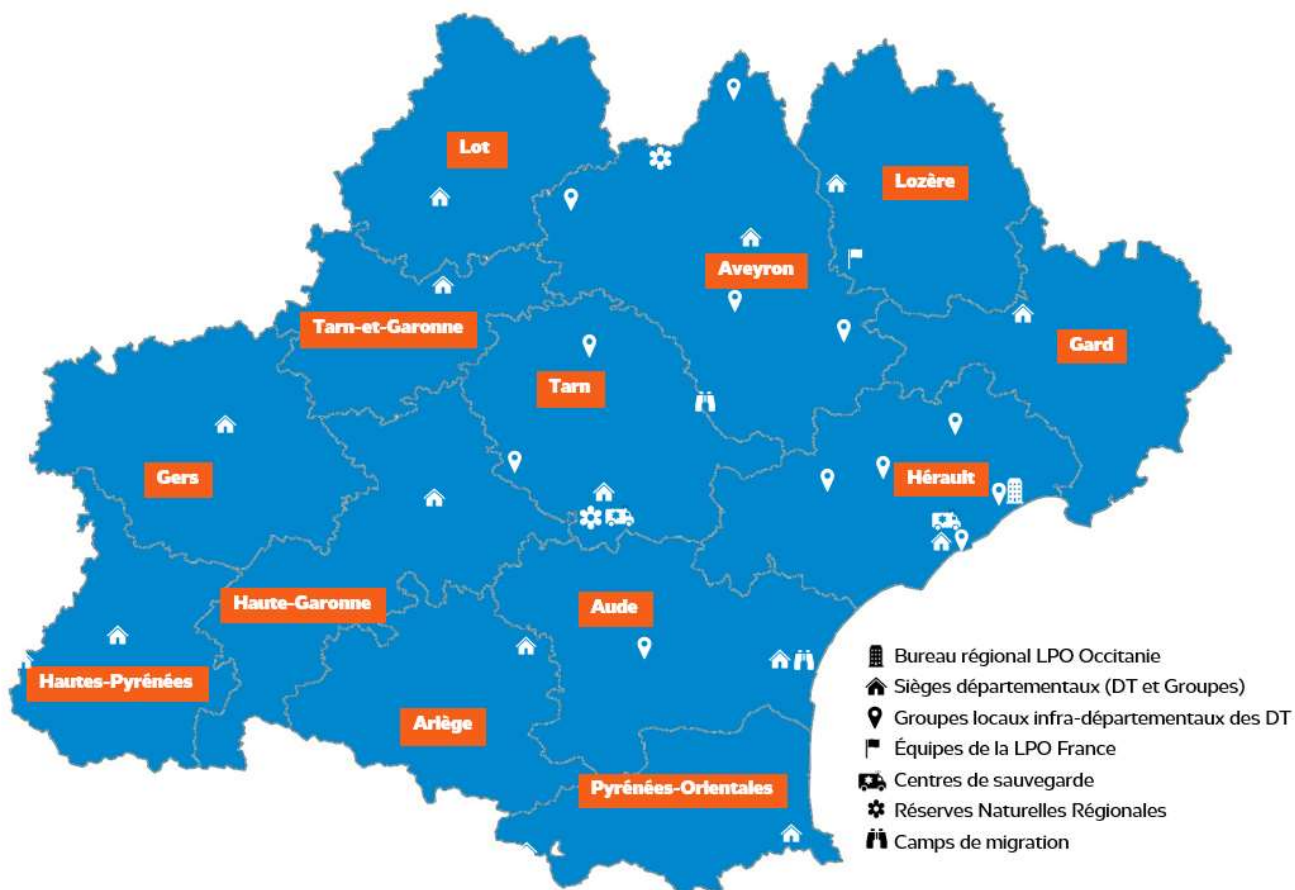 Lot
Lozère
Aveyron
Tarn-et-Garonne
Gard
Tarn
Gers
Hérault
Haute-Garonne
Aude
Hautes-Pyrénées
Ariège
Pyrénées-Orientales
Bureau régional LPO Occitanie
Sièges départementaux (DT et Groupes)
Groupes locaux infra-départementaux des DT
Équipes de la LPO France
Centres de sauvegarde
Réserves Naturelles Régionales
Camps de migration